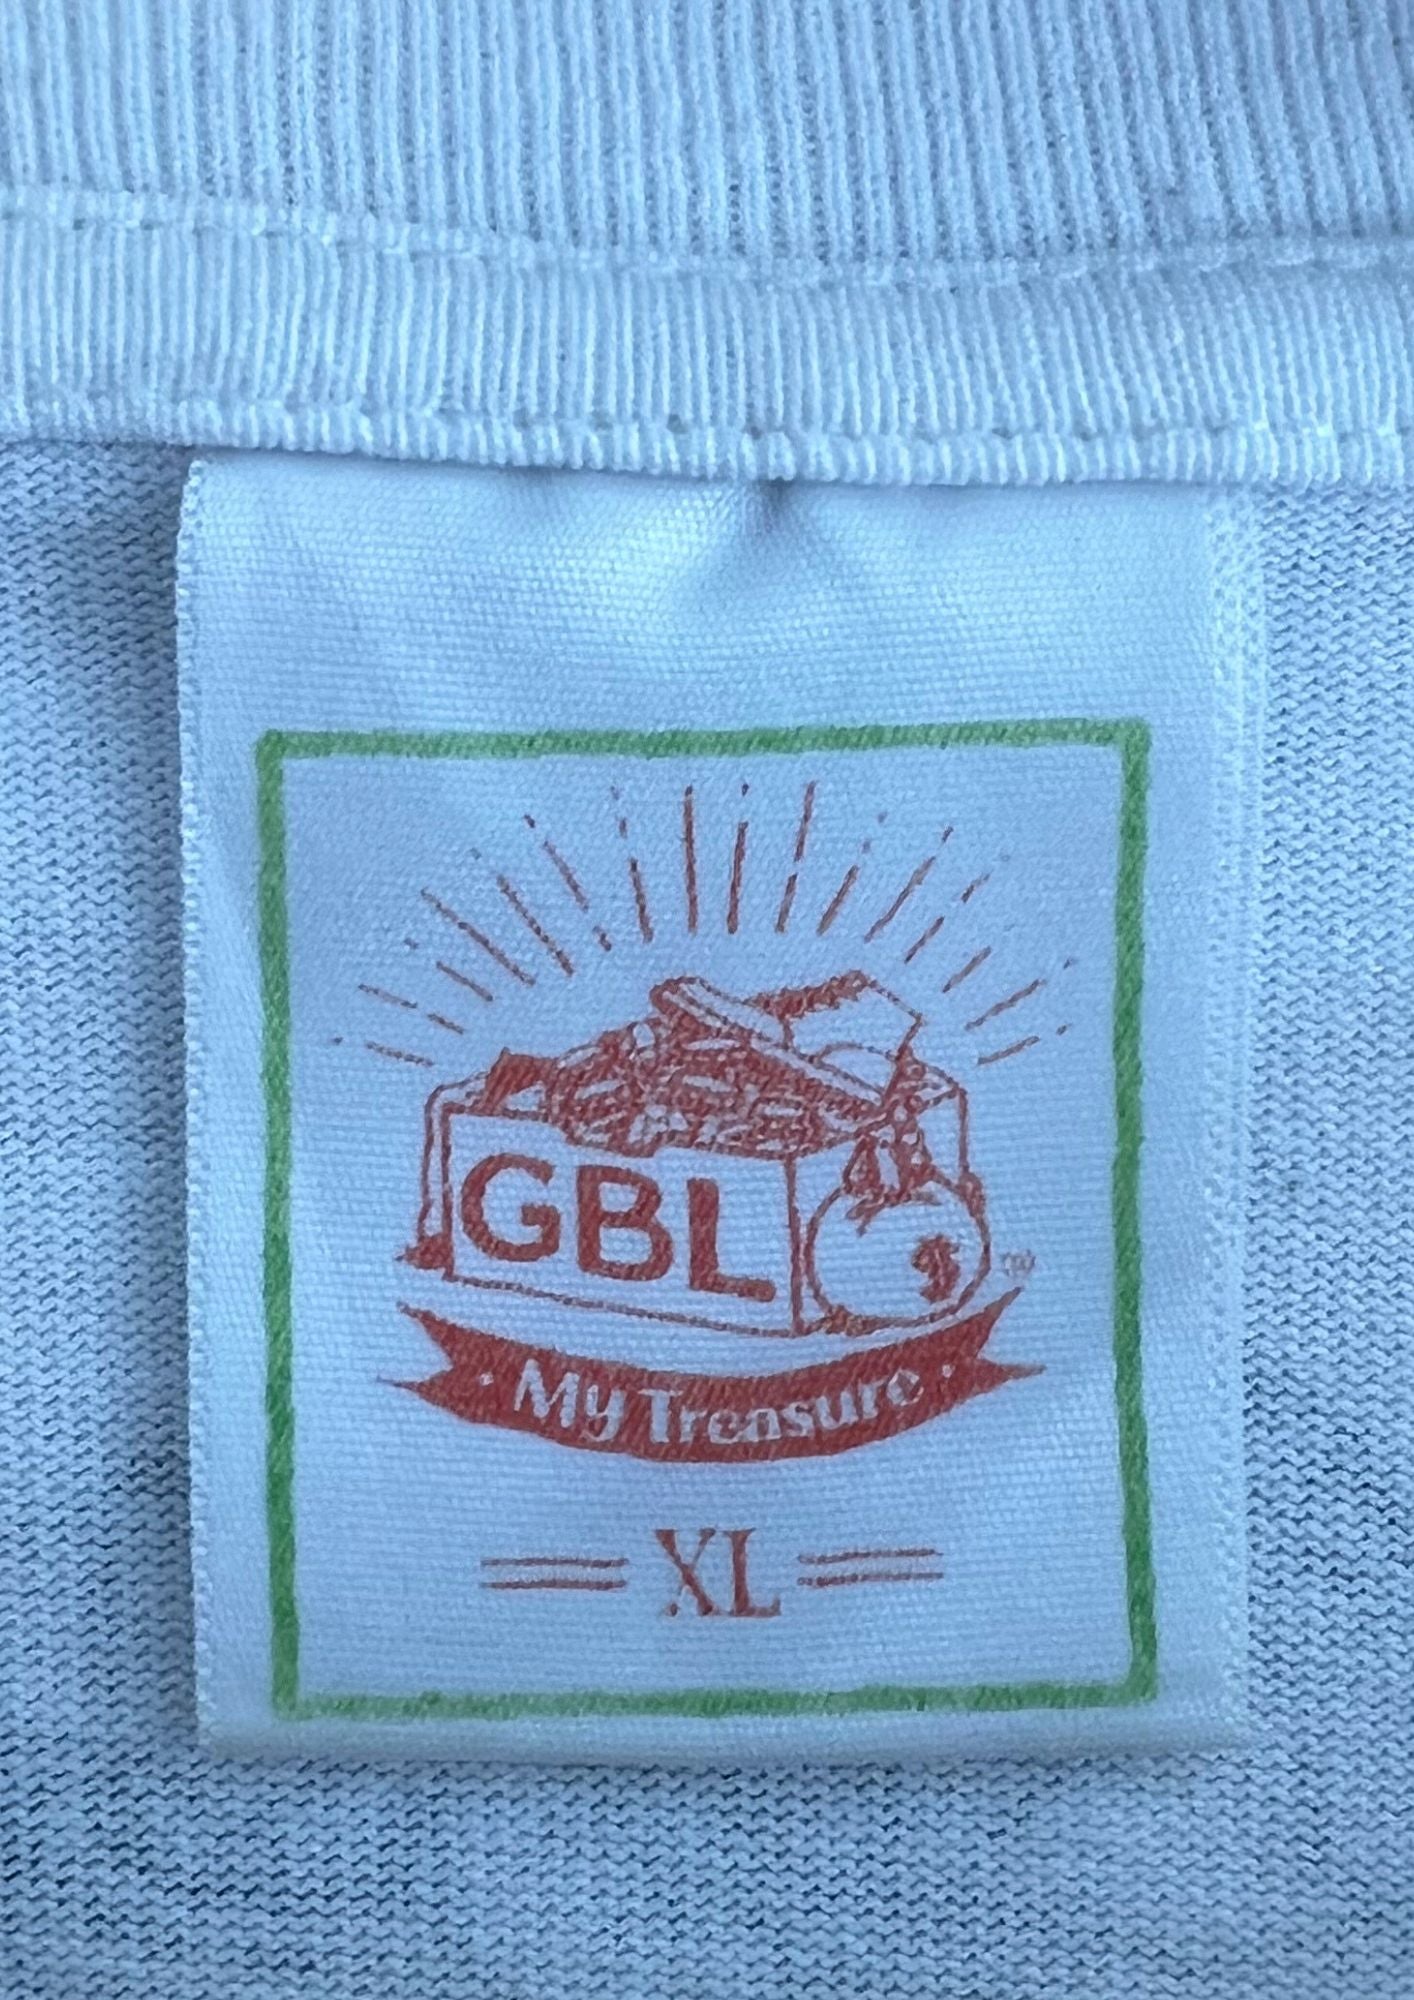 GBL
$
· My Treasure ·
XL